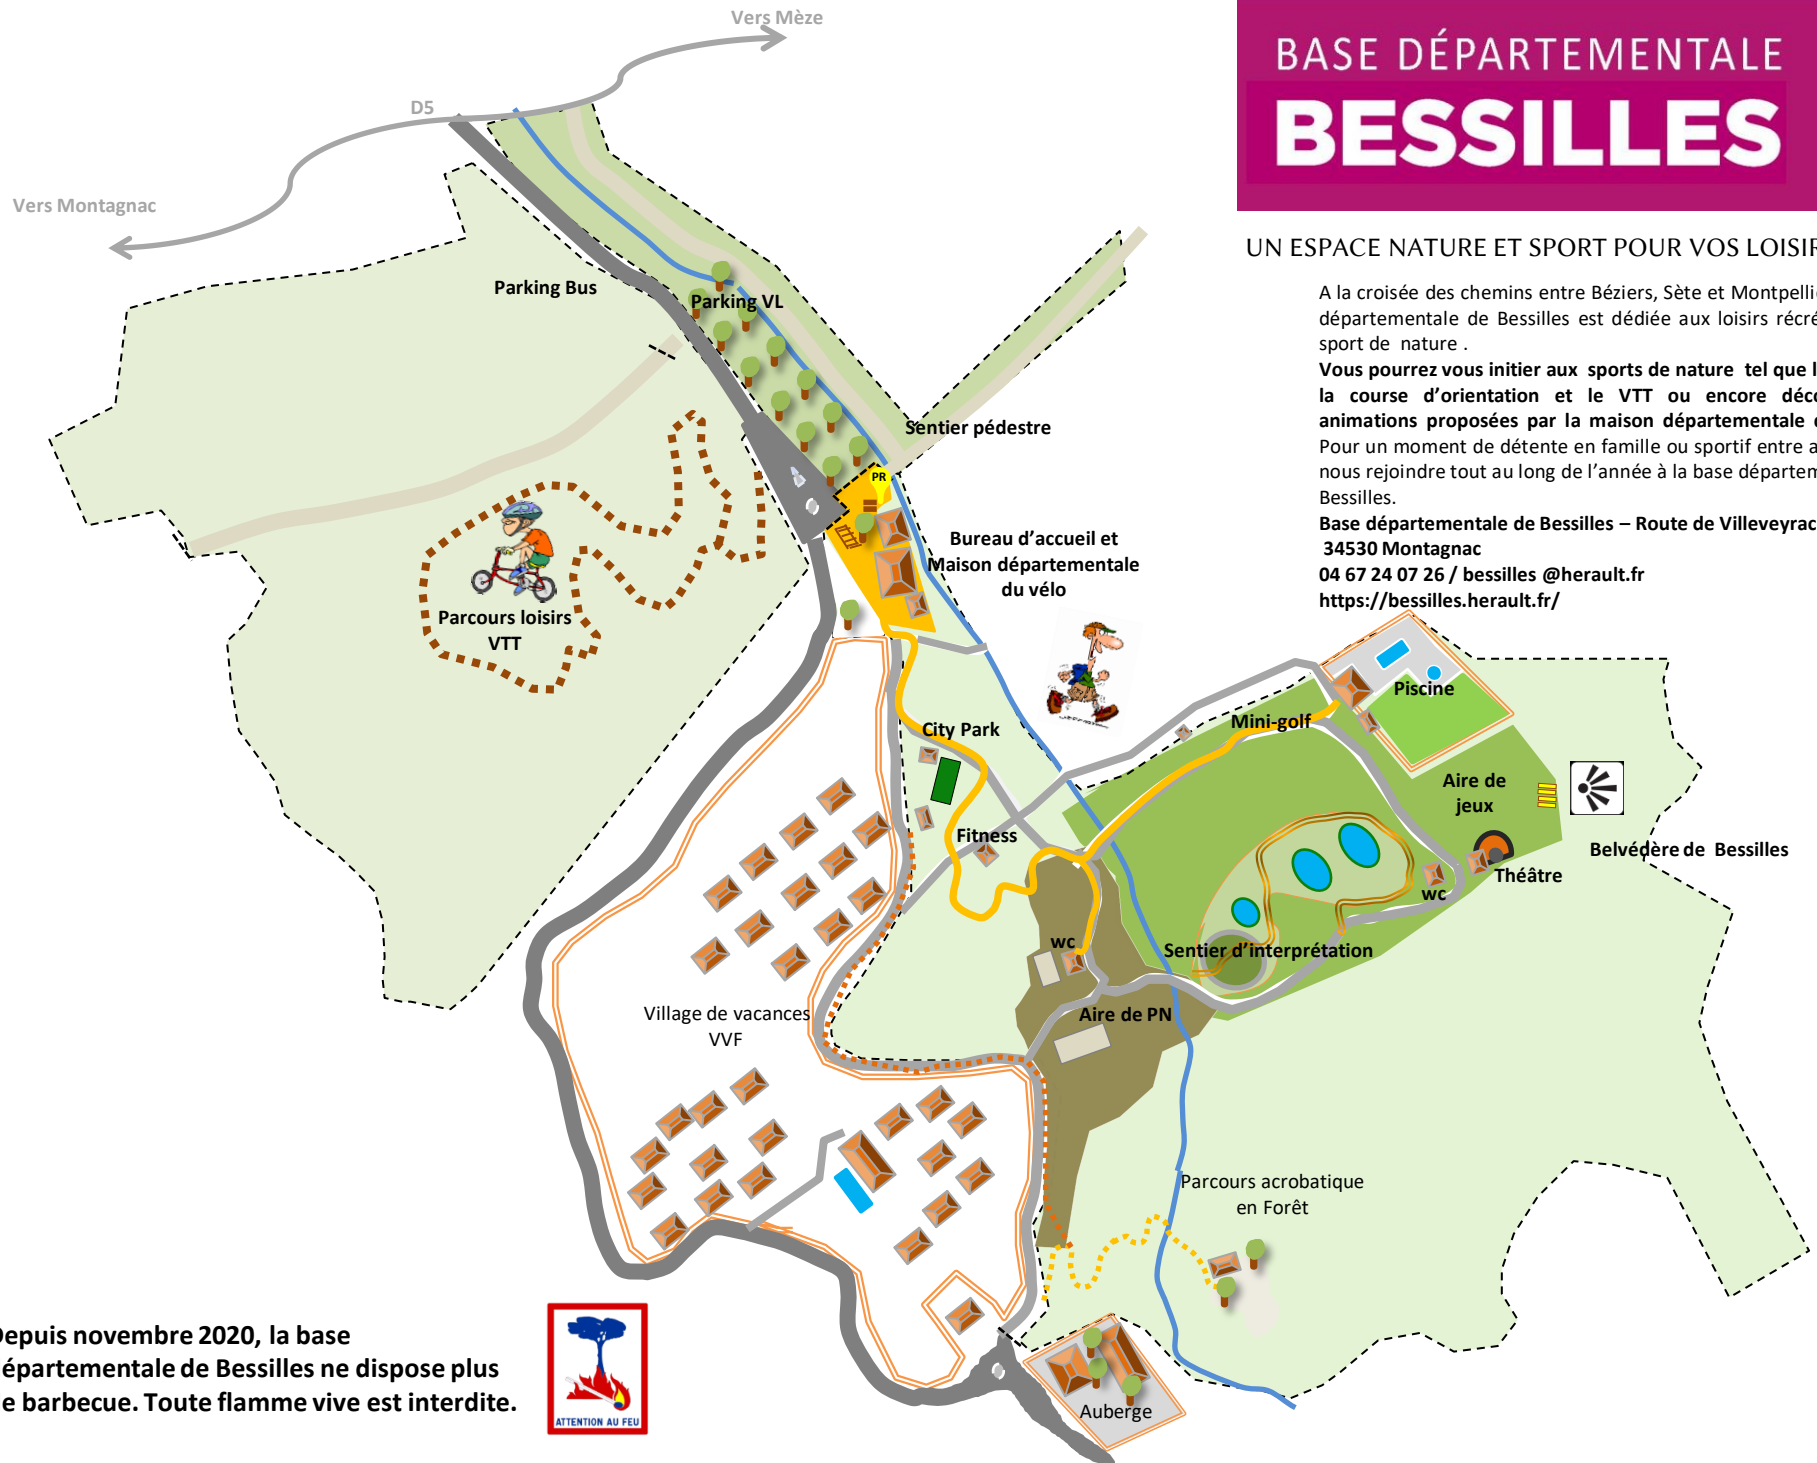 Vers Mèze
BASE DÉPARTEMENTALE
BESSILLES
D5
Vers Montagnac
UN ESPACE NATURE ET SPORT POUR VOS
A la croisée des chemins entre Béziers, Sète et
départementale de Bessilles est dédiée aux loisirs
sport de nature .
Vous pourrez vous initier aux sports de nature tel que
la course d'orientation et le VTT ou encore
animations proposées par la maison départementale
Pour un moment de détente en famille ou sportif entre
nous rejoindre tout au long de l'année à la base
Bessilles.
Base départementale de Bessilles – Route de Villeveyrac
34530 Montagnac
04 67 24 07 26 / bessilles @herault.fr
https://bessilles.herault.fr/
Parking Bus
Parking VL
Sentier pédestre
PR
Bureau d'accueil et
Maison départementale
du vélo
Parcours loisirs
VTT
Piscine
City Park
Mini-golf
Aire de
jeux
Fitness
Belvédère de Bessilles
Théâtre
wc
wc
Sentier d'interprétation
Village de vacances
VVF
Aire de PN
Parcours acrobatique
en Forêt
Auberge
Depuis novembre 2020, la base
départementale de Bessilles ne dispose plus
de barbecue. Toute flamme vive est interdite.
ATTENTION AU FEU